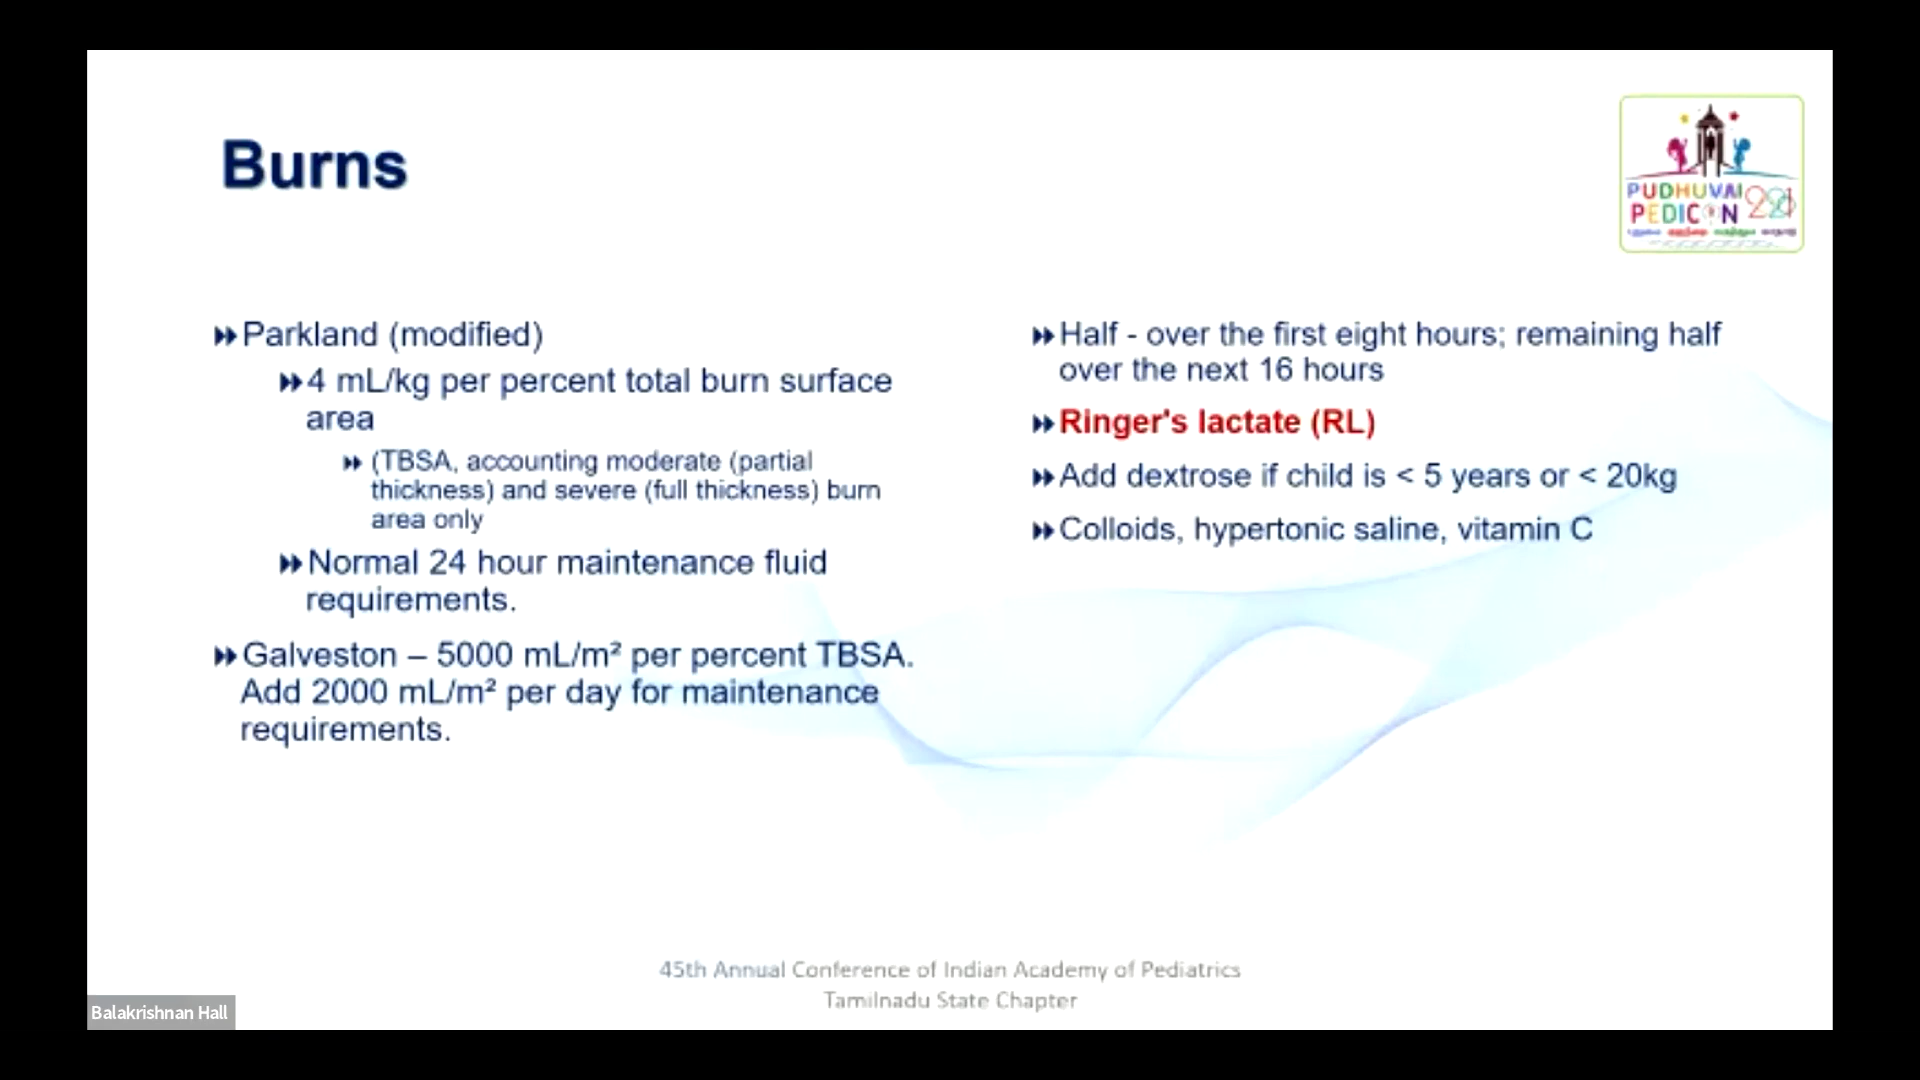 Burns
PUDHUVAI
PEDICON 2021
Parkland (modified)
4 mL/kg per percent total burn surface
area
(TBSA, accounting moderate (partial
thickness) and severe (full thickness) burn
area only
Normal 24 hour maintenance fluid
requirements.
Galveston – 5000 mL/m² per percent TBSA.
Add 2000 mL/m² per day for maintenance
requirements.
Half - over the first eight hours; remaining half
over the next 16 hours
Ringer's lactate (RL)
Add dextrose if child is < 5 years or < 20kg
Colloids, hypertonic saline, vitamin C
45th Annual Conference of Indian Academy of Pediatrics
Tamilnadu State Chapter
Balakrishnan Hall